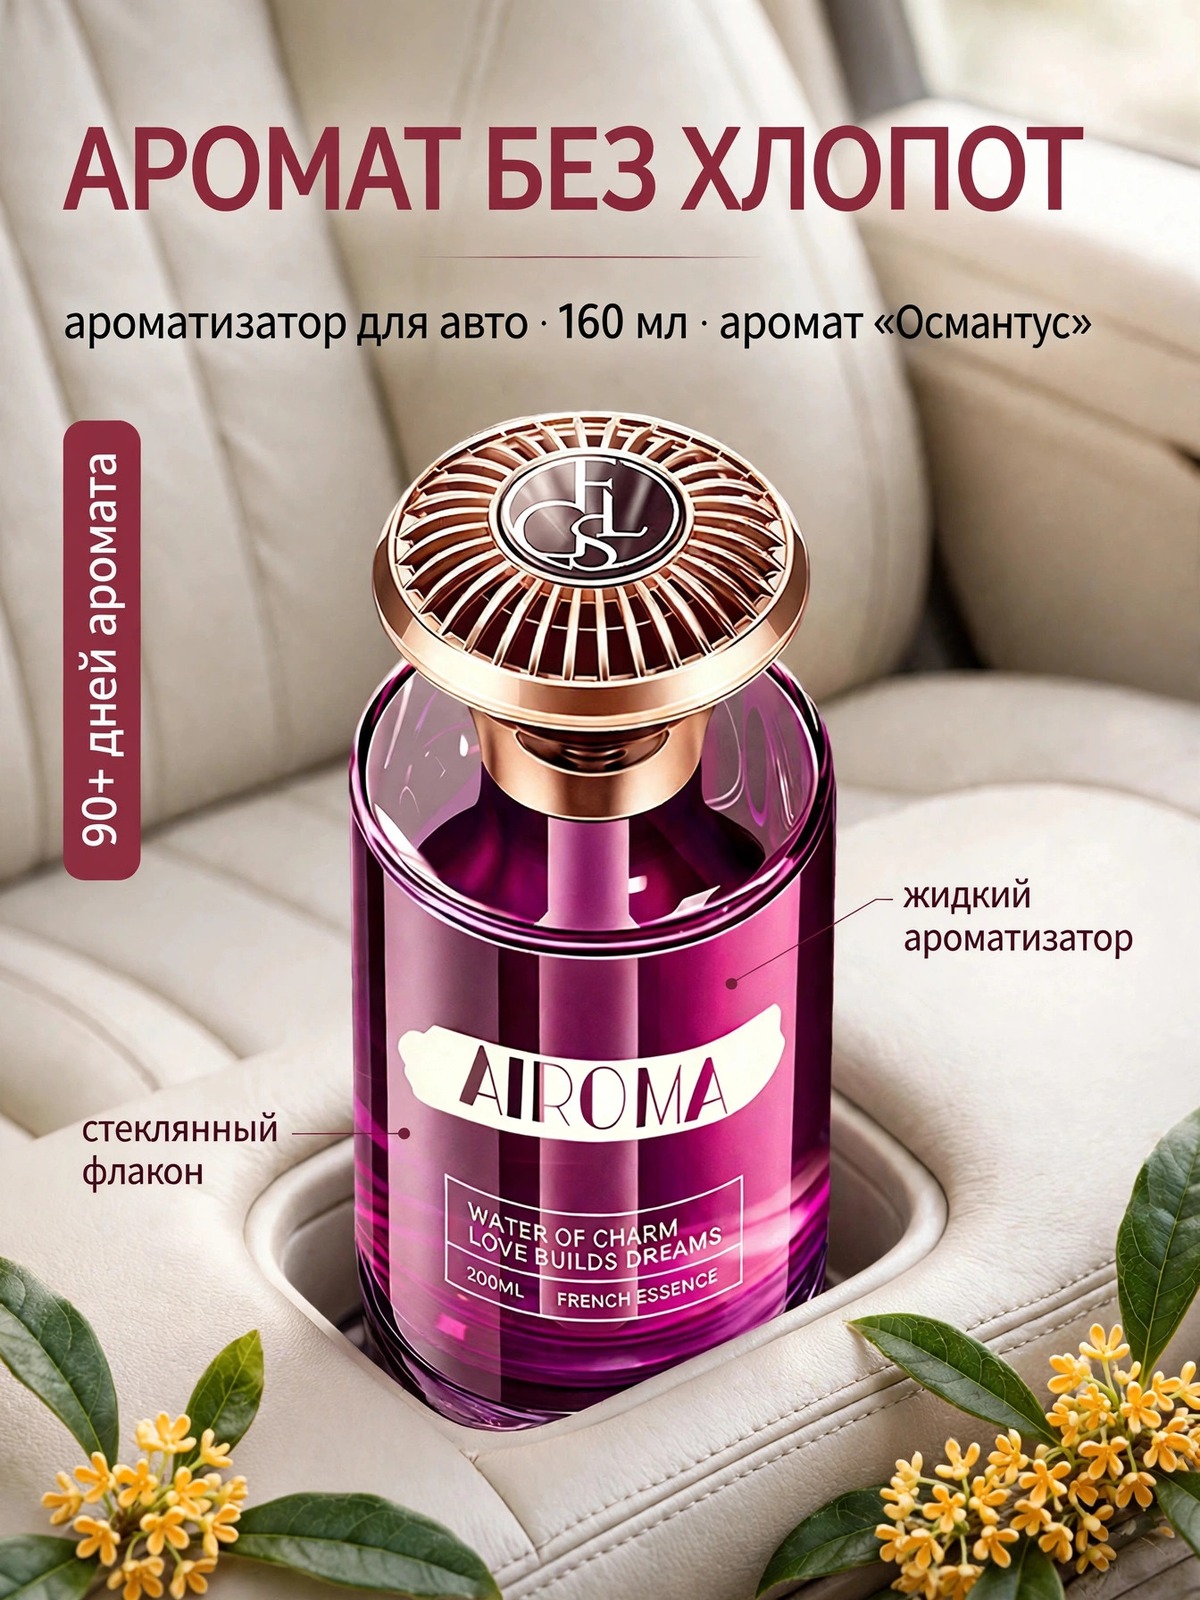 АРОМАТ БЕЗ ХЛОПОТ
ароматизатор для авто · 160 мл · аромат «Османтус»
90+ дней аромата
жидкий
ароматизатор
AIROMA
стеклянный
флакон
WATER OF CHARM
LOVE BUILDS DREAMS
200ML
FRENCH ESSENCE